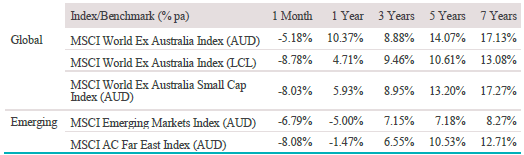 Index/Benchmark (% pa) 1 Month 1 Year 3 Years 5 Years 7 Years
Global MSCI World Ex Australia Index (AUD) -5.18% 10.37% 8.88% 14.07% 17.13%
MSCI World Ex Australia Index (LCL) -8.78% 4.71% 9.46% 10.61% 13.08%
MSCI World Ex Australia Small Cap
Index (AUD) -8.03% 5.93% 8.95% 13.20% 17.27%
Emerging MSCI Emerging Markets Index (AUD) -6.79% -5.00% 7.15% 7.18% 8.27%
MSCI AC Far East Index (AUD) -8.08% -1.47% 6.55% 10.53% 12.71%